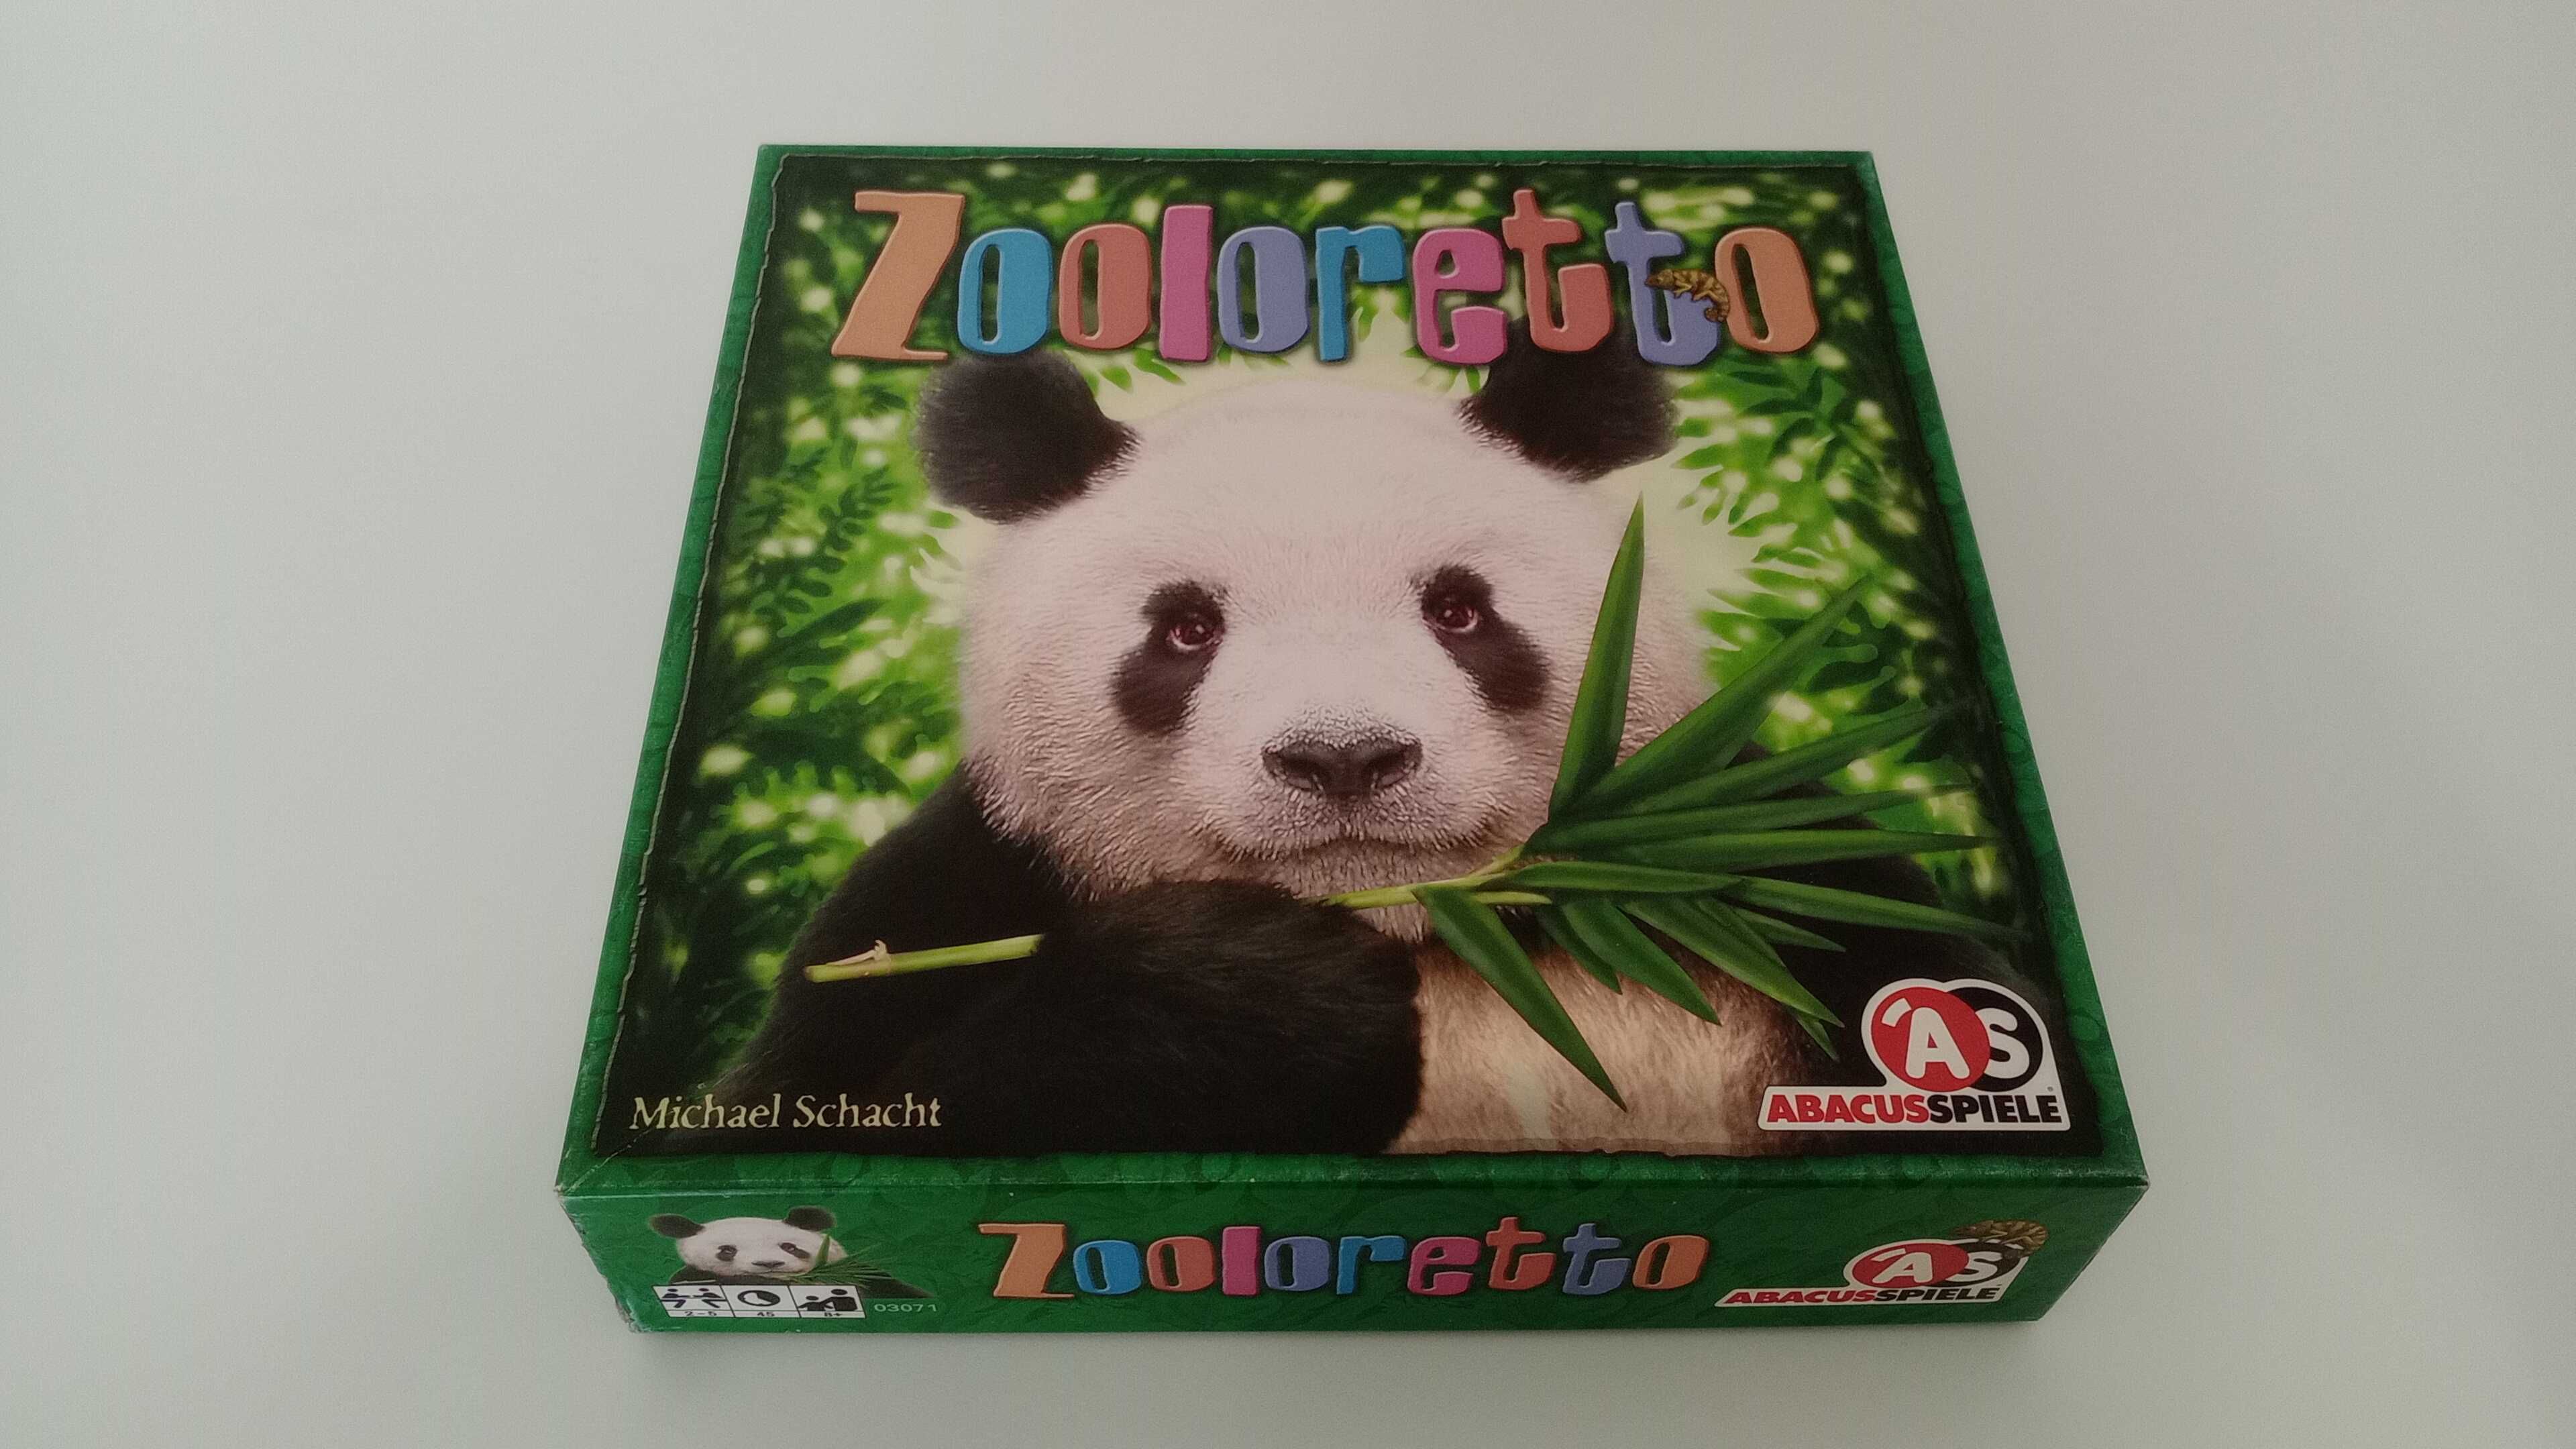 Zooloretto
Michael Schacht
AS
ABACUSSPIELE
Zooloretto
2-5 45 8+ 03071
AS
ABACUSSPIELE